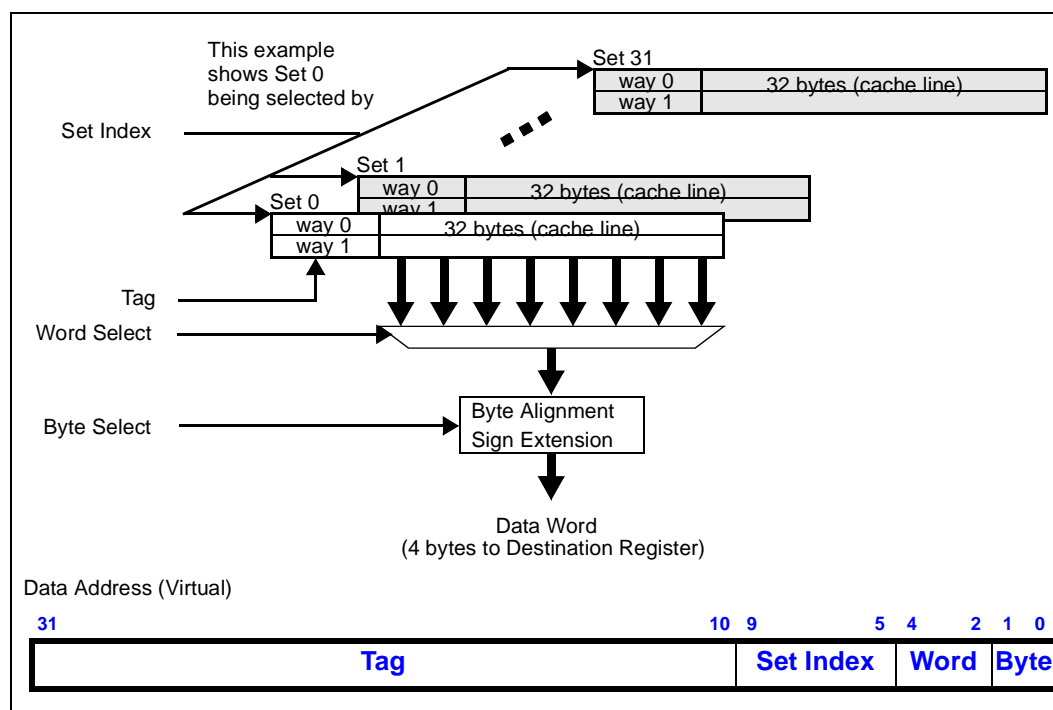 This example
shows Set 0
being selected by
Set Index
Set 31
way 0
32 bytes (cache line)
way 1
Set 1
way 0
32 bytes (cache line)
way 1
Set 0
way 0
32 bytes (cache line)
way 1
Tag
Word Select
Byte Select
Byte Alignment
Sign Extension
Data Word
(4 bytes to Destination Register)
Data Address (Virtual)
31 10 9 5 4 2 1 0
Tag Set Index Word Byte